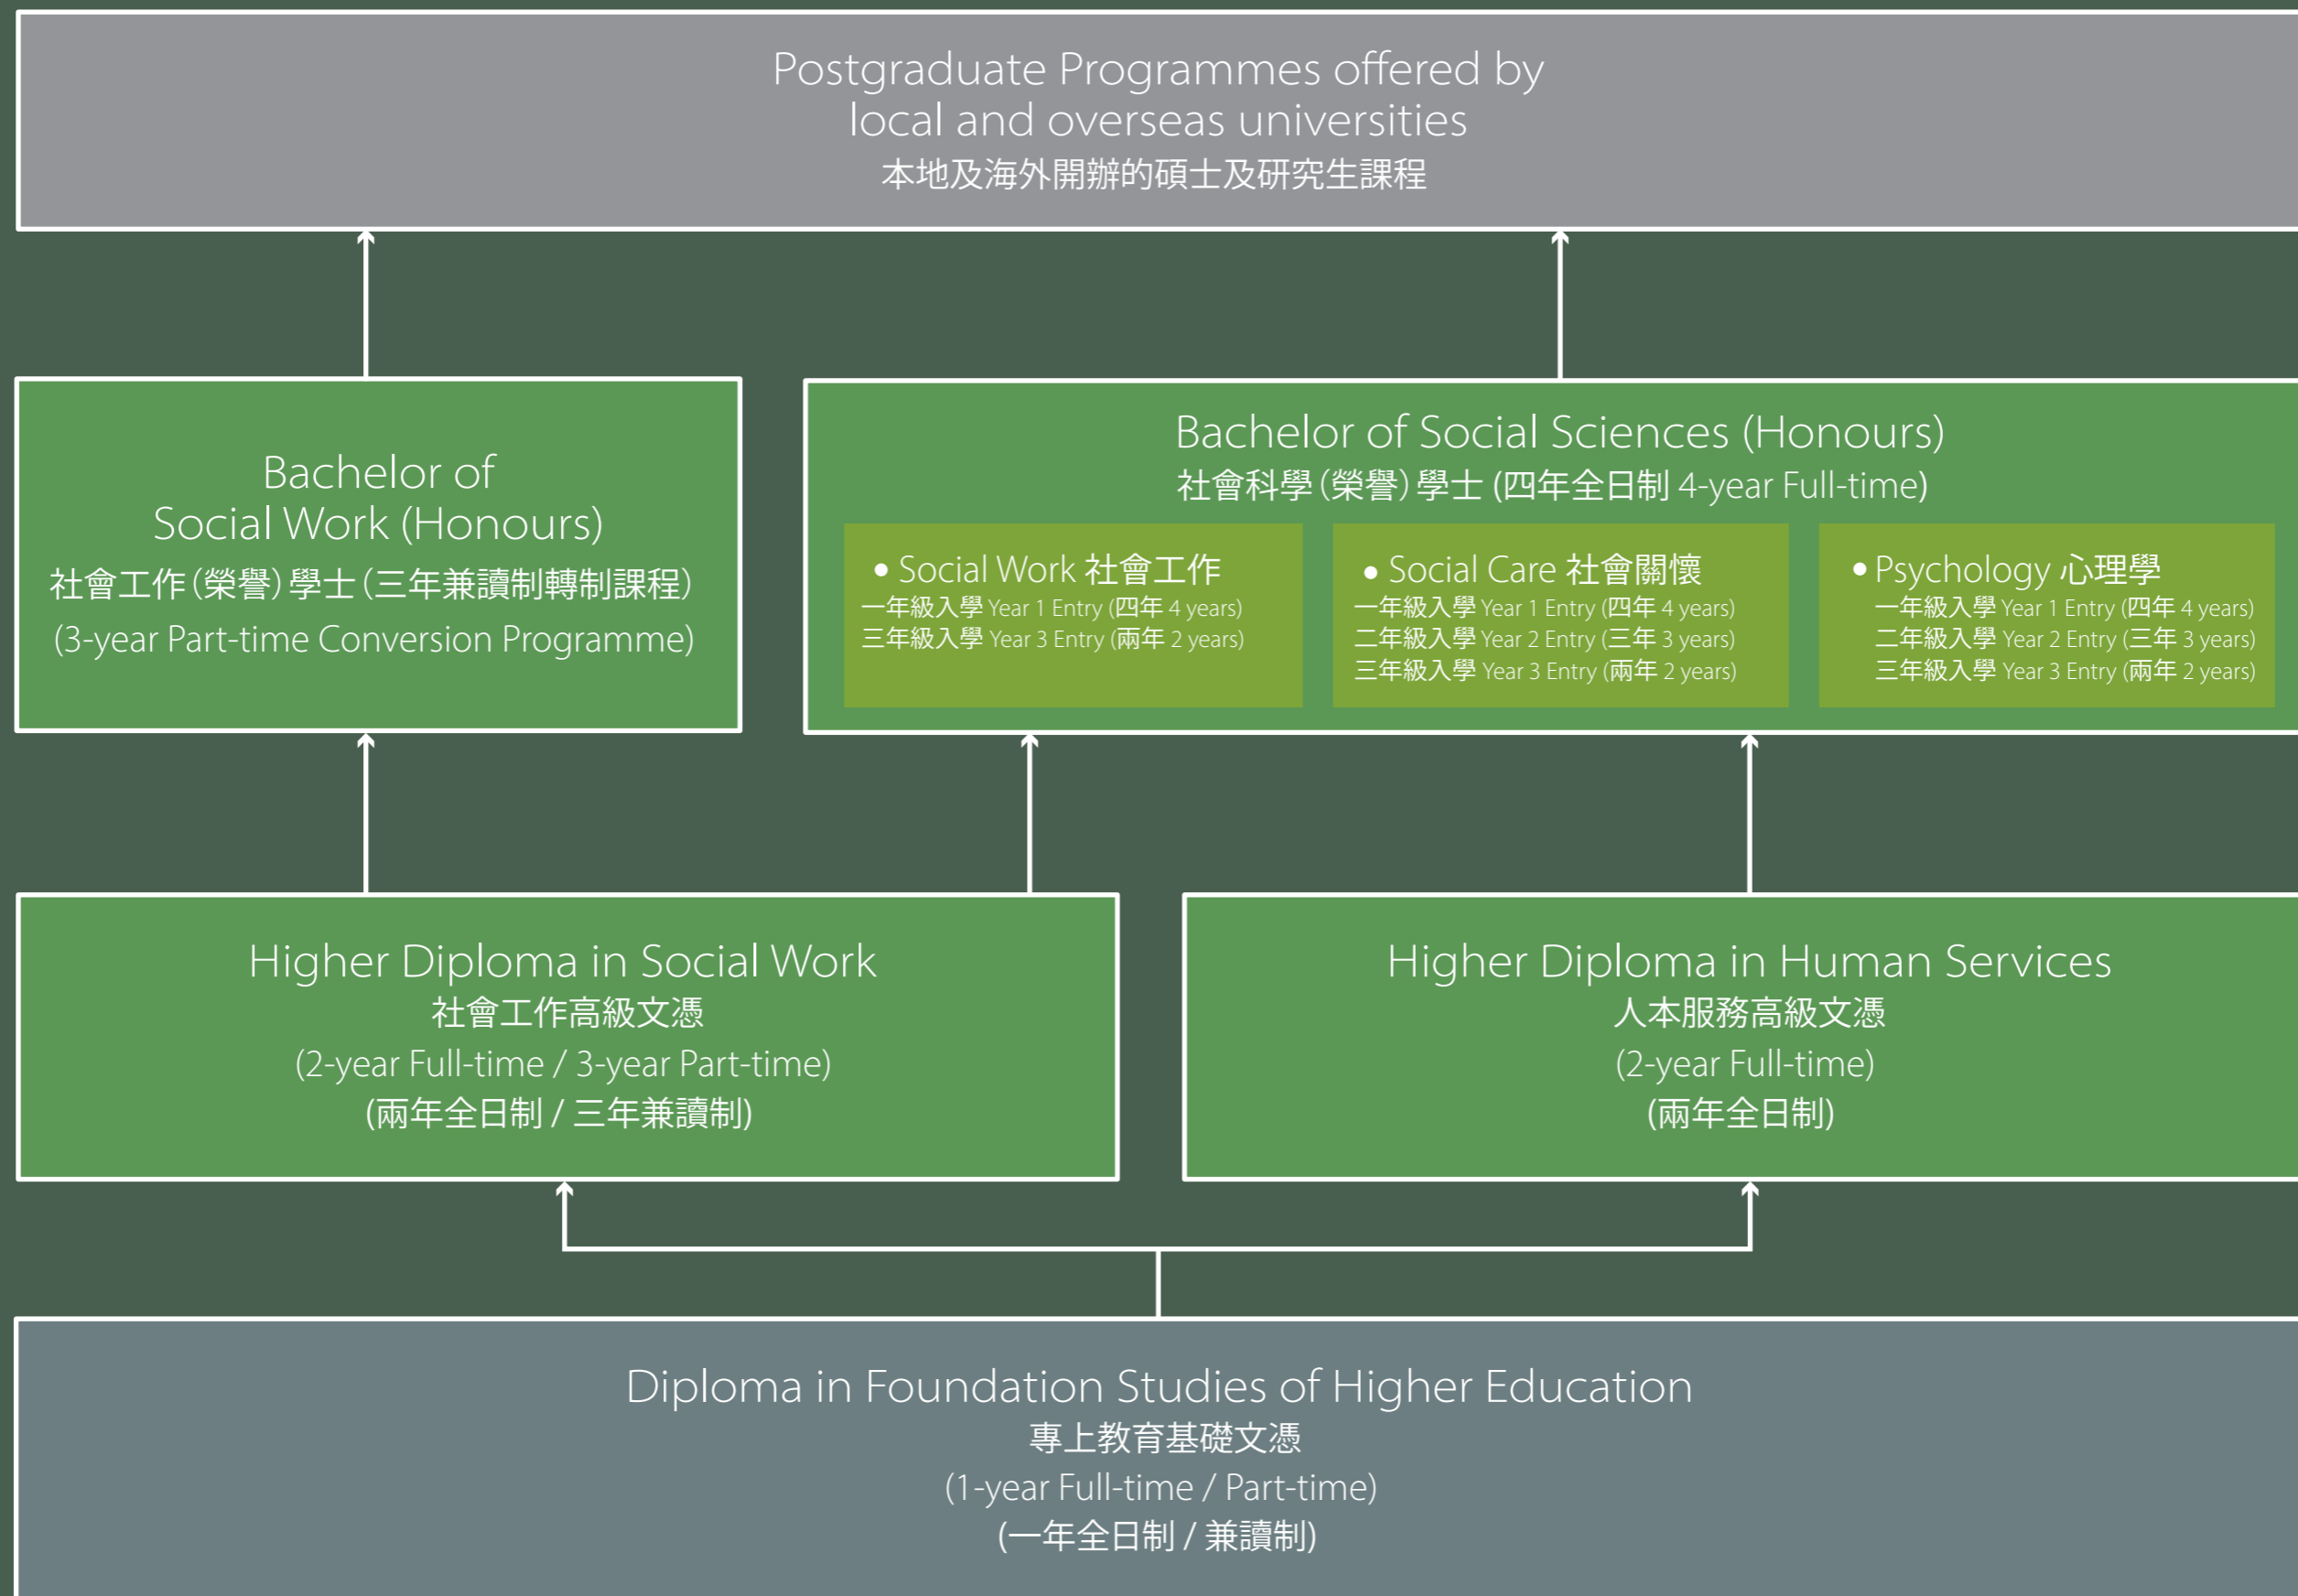 Postgraduate Programmes offered by
local and overseas universities
本地及海外開辦的碩士及研究生課程
Bachelor of
Social Work (Honours)
社會工作（榮譽）學士（三年兼讀制轉制課程）
(3-year Part-time Conversion Programme)
Bachelor of Social Sciences (Honours)
社會科學（榮譽）學士 (四年全日制 4-year Full-time)
• Social Work 社會工作
一年級入學 Year 1 Entry (四年 4 years)
三年級入學 Year 3 Entry (兩年 2 years)
• Social Care 社會關懷
一年級入學 Year 1 Entry (四年 4 years)
二年級入學 Year 2 Entry (三年 3 years)
三年級入學 Year 3 Entry (兩年 2 years)
• Psychology 心理學
一年級入學 Year 1 Entry (四年 4 years)
二年級入學 Year 2 Entry (三年 3 years)
三年級入學 Year 3 Entry (兩年 2 years)
Higher Diploma in Social Work
社會工作高級文憑
(2-year Full-time / 3-year Part-time)
(兩年全日制 / 三年兼讀制)
Higher Diploma in Human Services
人本服務高級文憑
(2-year Full-time)
(兩年全日制)
Diploma in Foundation Studies of Higher Education
專上教育基礎文憑
(1-year Full-time / Part-time)
(一年全日制 / 兼讀制)